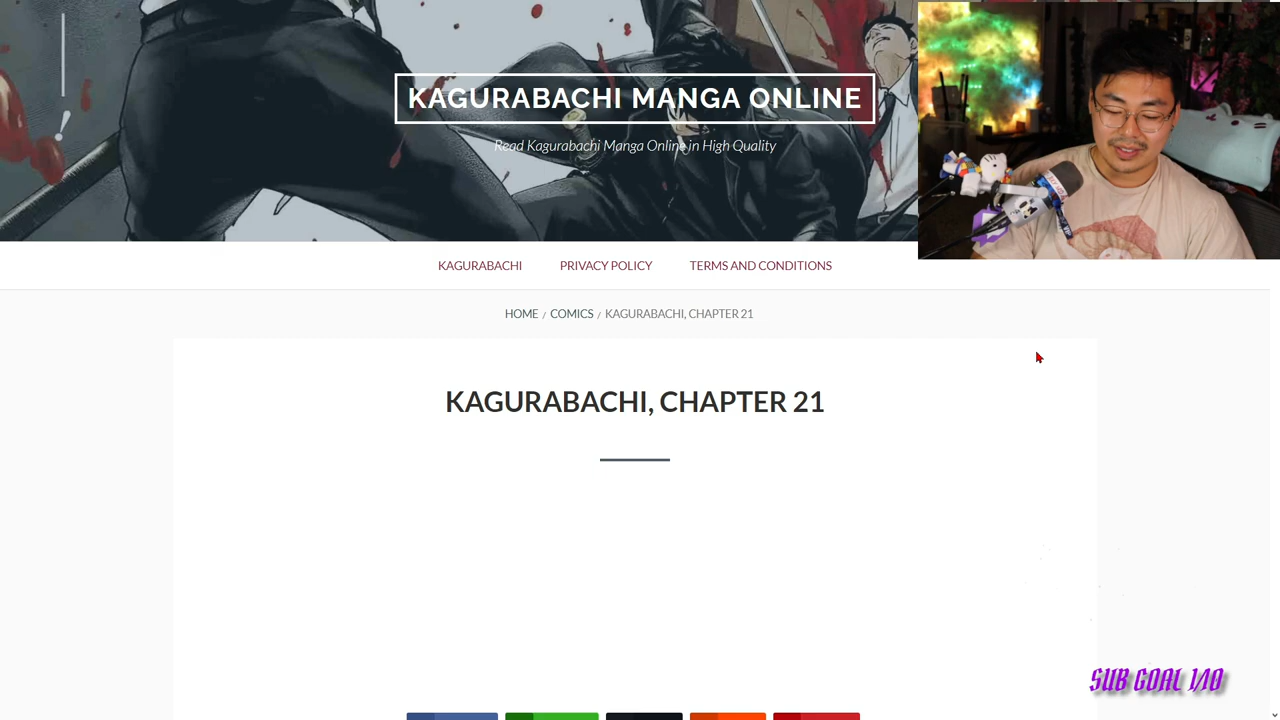 KAGURABACHI MANGA ONLINE
Read Kagurabachi Manga Online in High Quality
KAGURABACHI PRIVACY POLICY TERMS AND CONDITIONS
HOME / COMICS / KAGURABACHI, CHAPTER 21
KAGURABACHI, CHAPTER 21
SUB GOAL 1/10